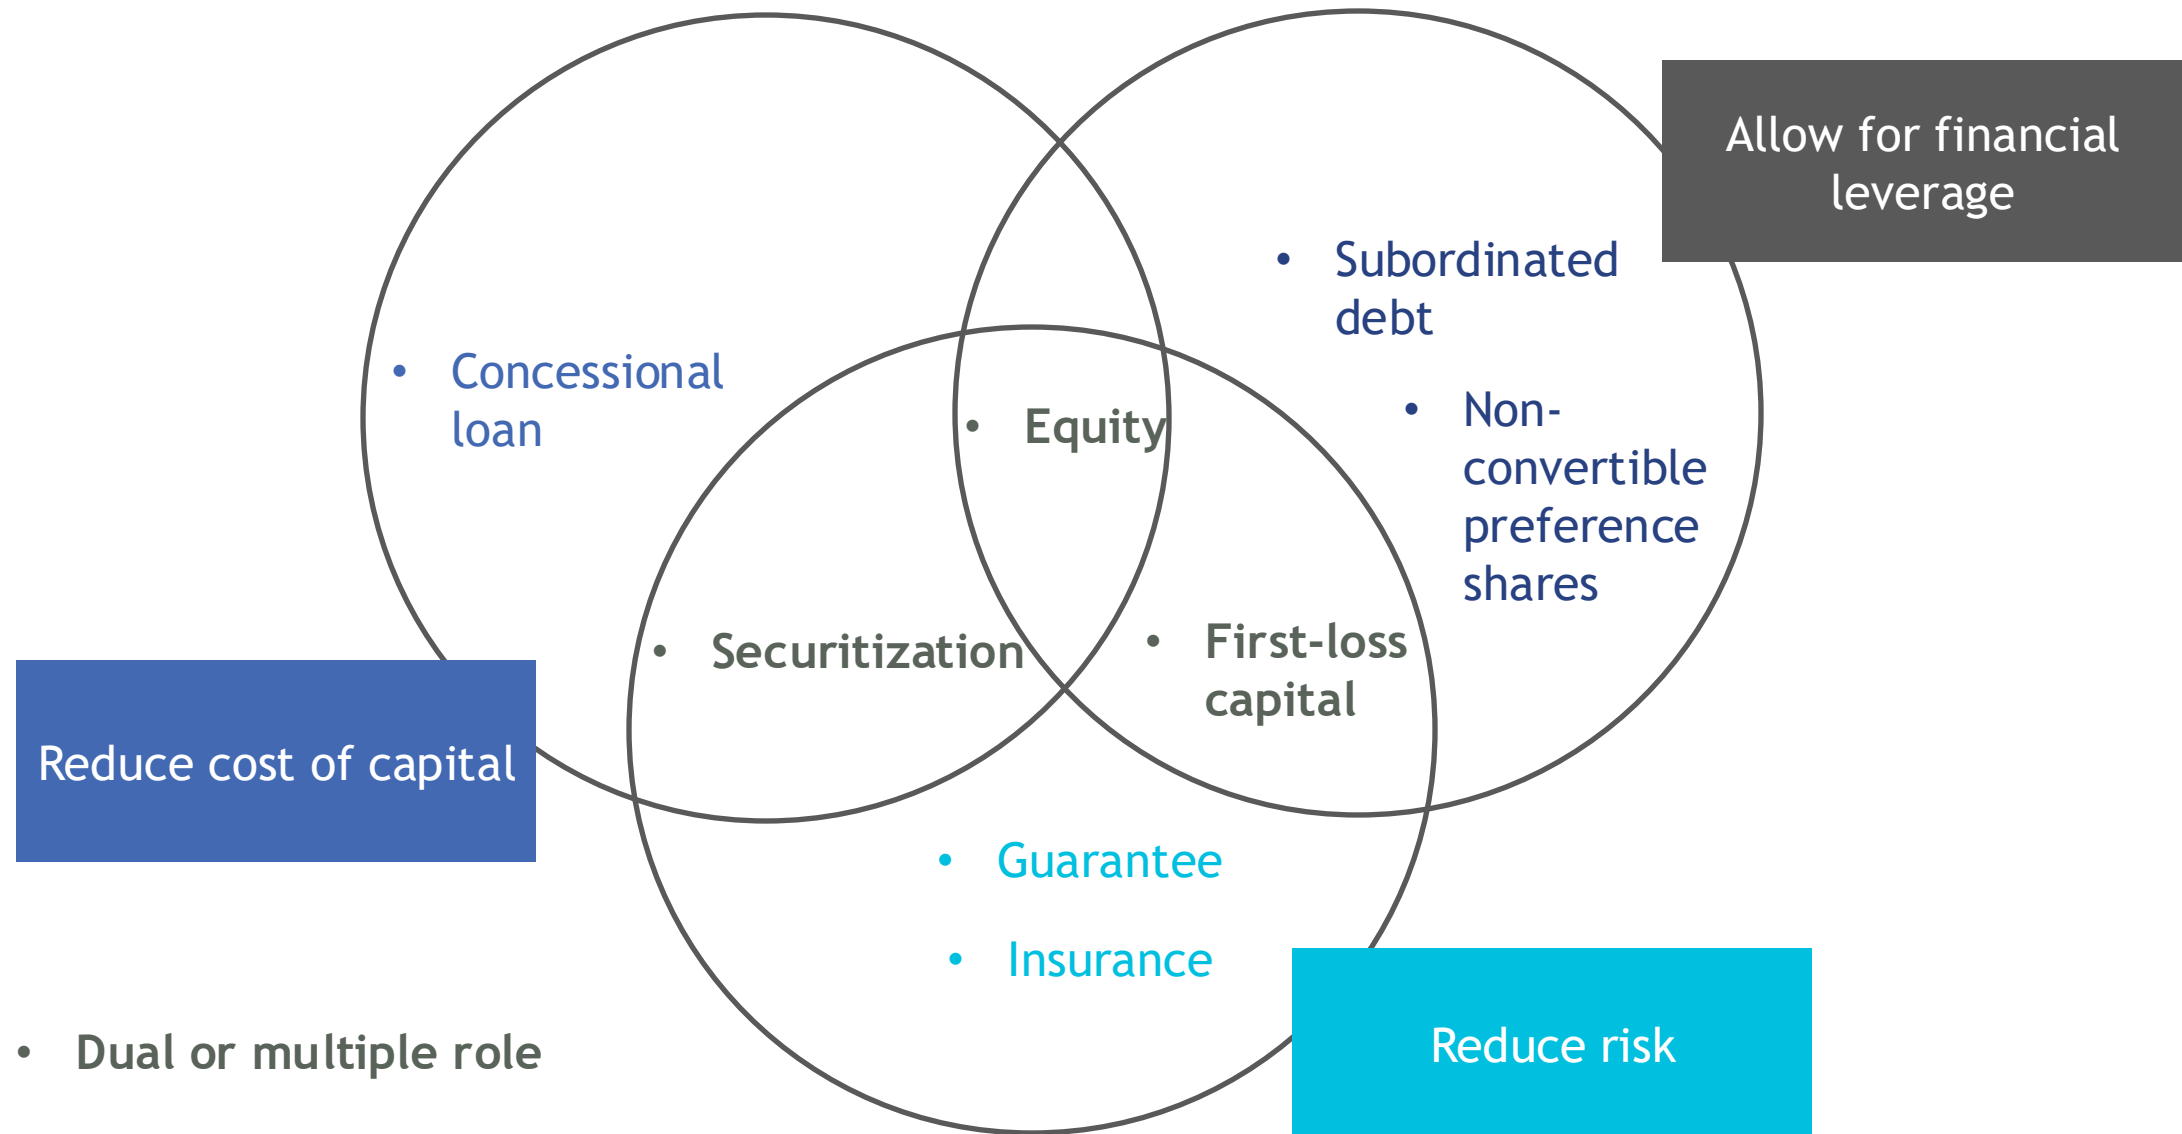 Allow for financial
leverage
• Subordinated
debt
• Concessional
loan
• Non-
convertible
preference
shares
• Equity
• Securitization
• First-loss
capital
Reduce cost of capital
• Guarantee
• Insurance
Reduce risk
• Dual or multiple role